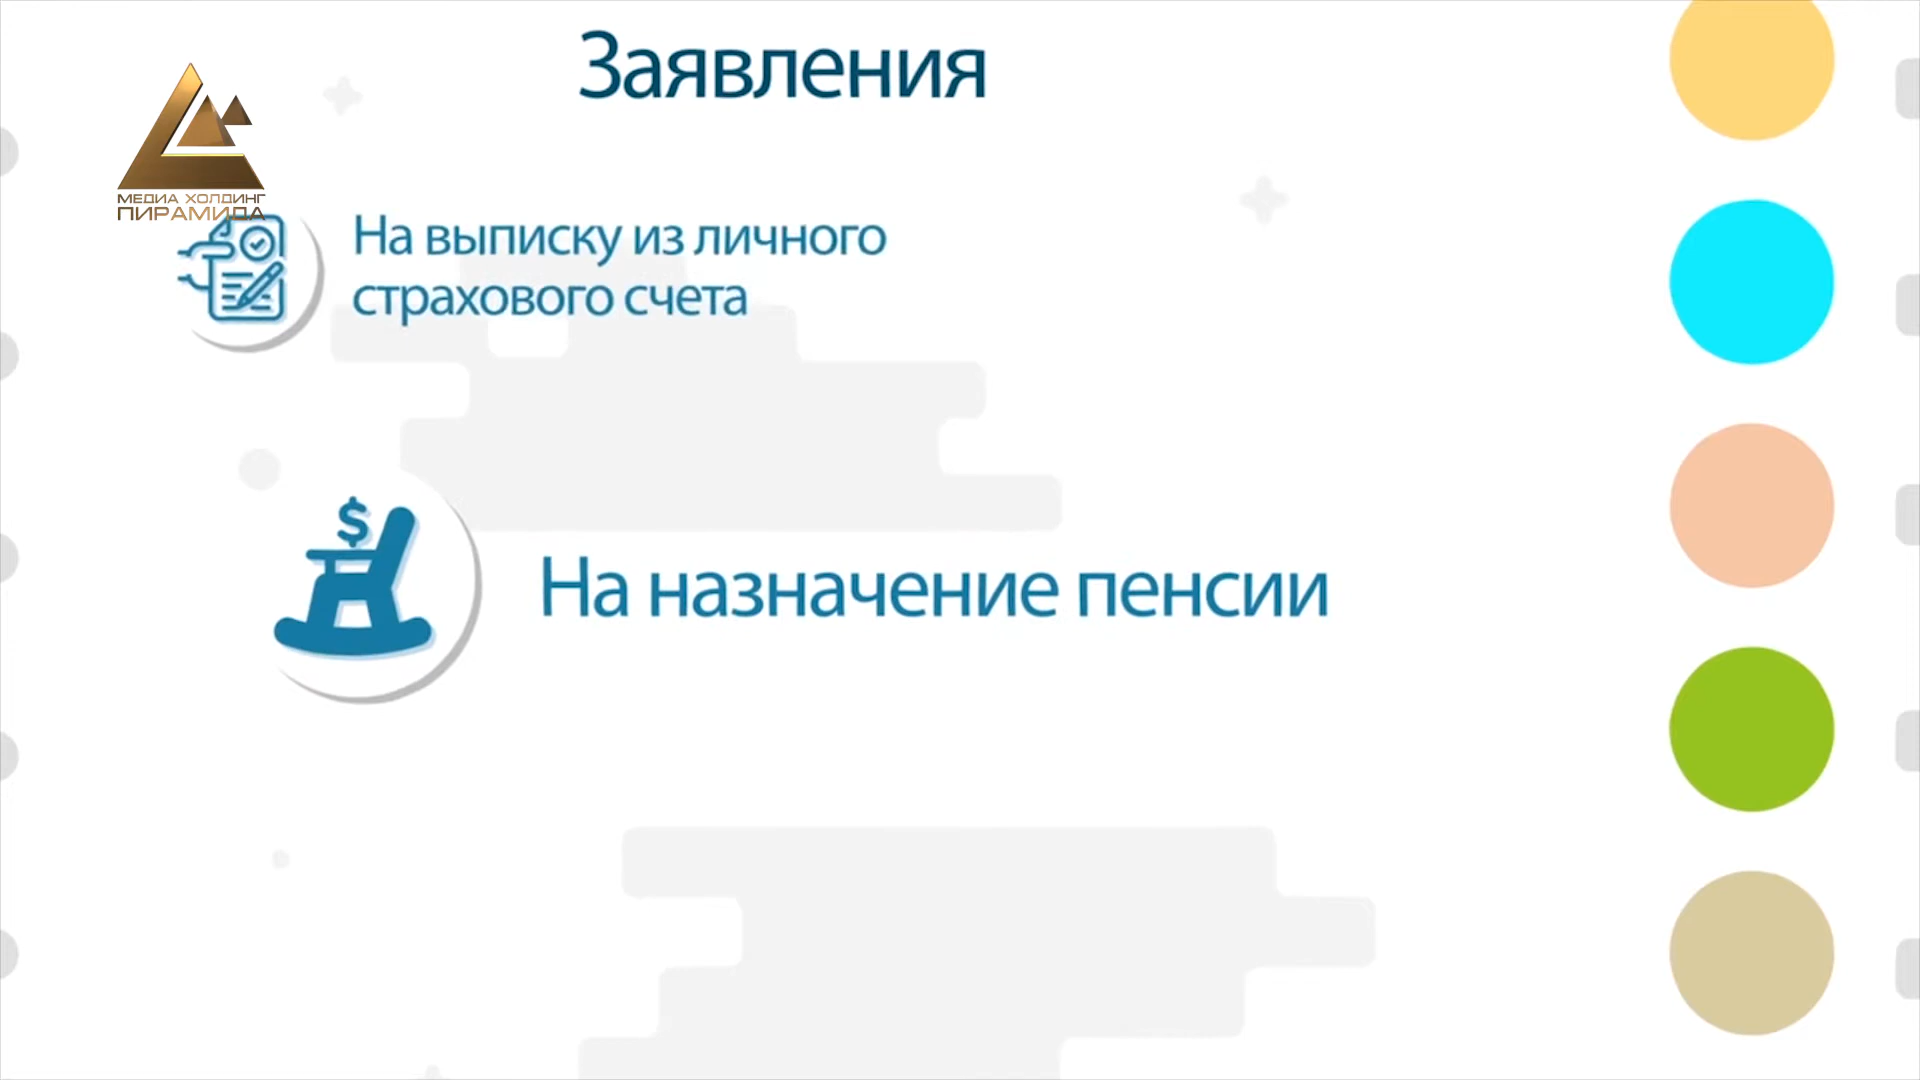 Заявления
МЕДИА ХОЛДИНГ
ПИРАМИДА
На выписку из личного
страхового счета
$
На назначение пенсии